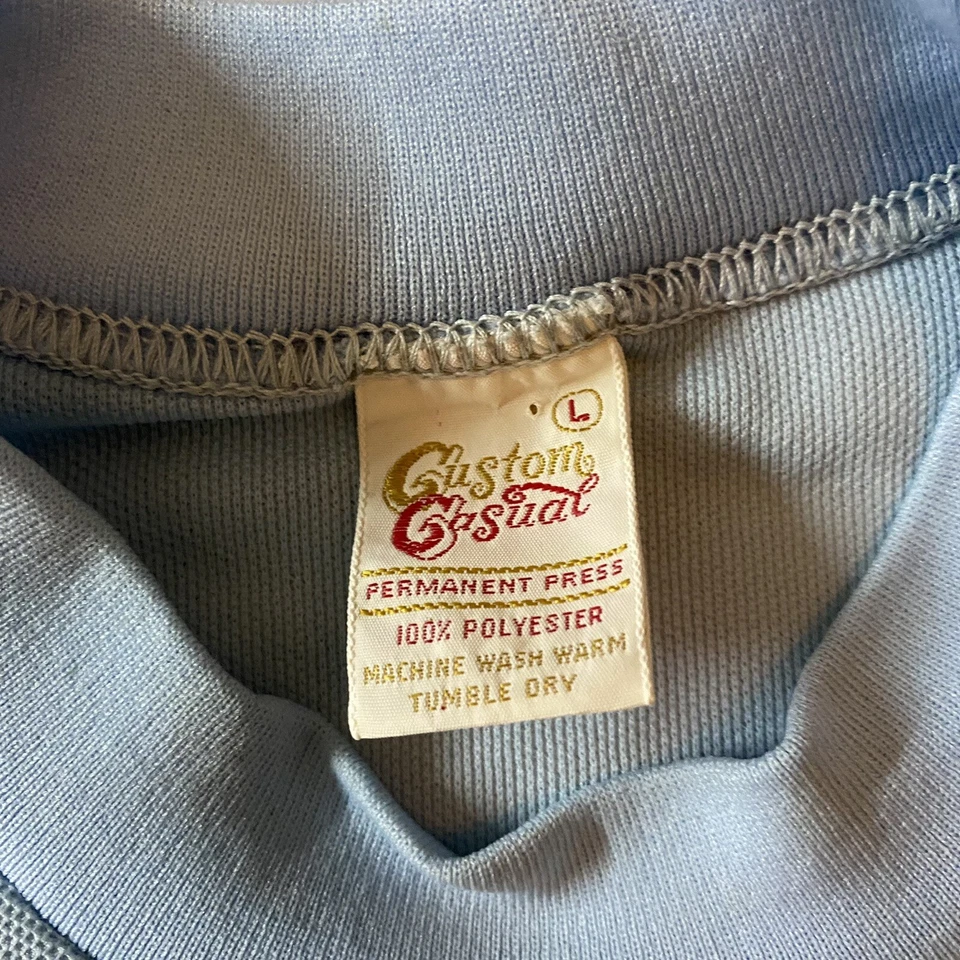 L
Custom
Casual
PERMANENT PRESS
100% POLYESTER
MACHINE WASH WARM
TUMBLE DRY